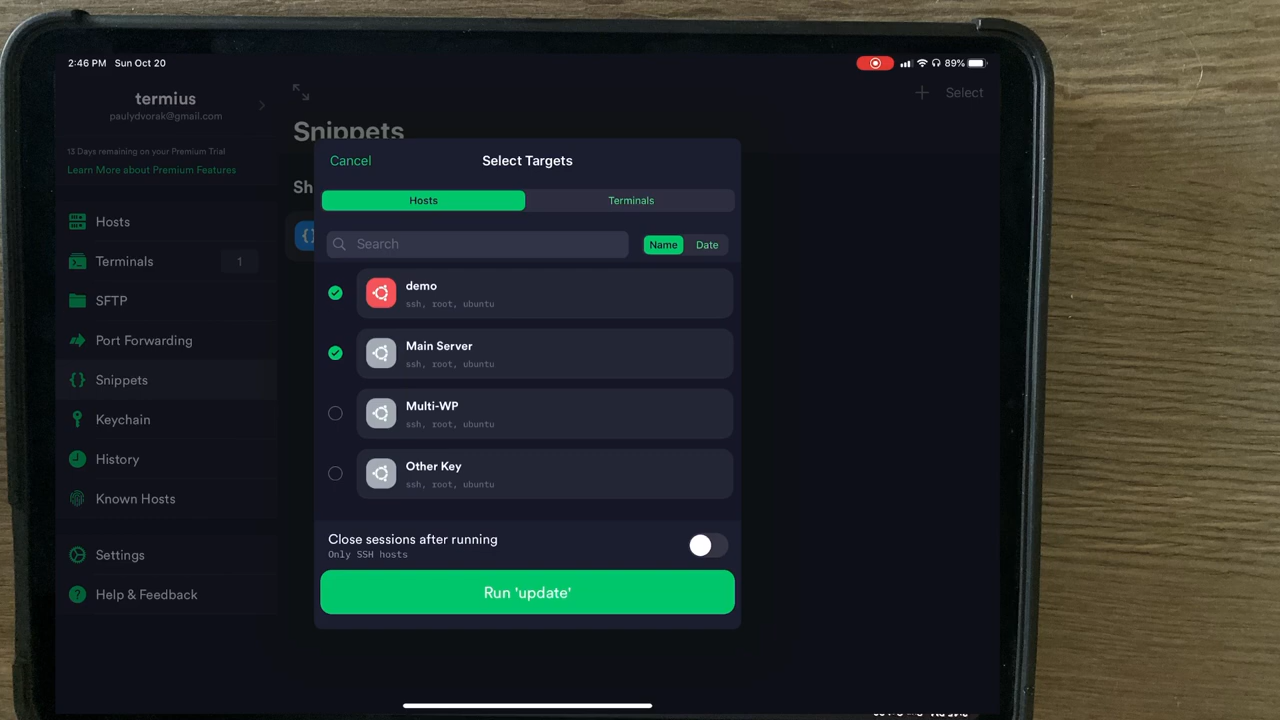 2:46 PM Sun Oct 20
89%
termius
paulydvorak@gmail.com
13 Days remaining on your Premium Trial
Learn More about Premium Features
Hosts
Terminals 1
SFTP
Port Forwarding
Snippets
Keychain
History
Known Hosts
Settings
Help & Feedback
Select
Snippets
Sh
{}
Cancel
Select Targets
Hosts Terminals
Search
Name Date
demo
ssh, root, ubuntu
Main Server
ssh, root, ubuntu
Multi-WP
ssh, root, ubuntu
Other Key
ssh, root, ubuntu
Close sessions after running
Only SSH hosts
Run 'update'